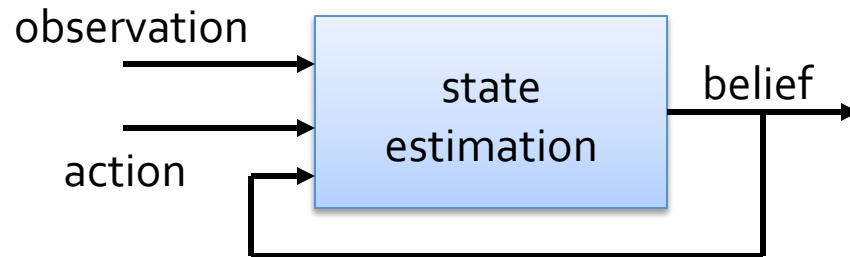 observation
action
state
estimation
belief